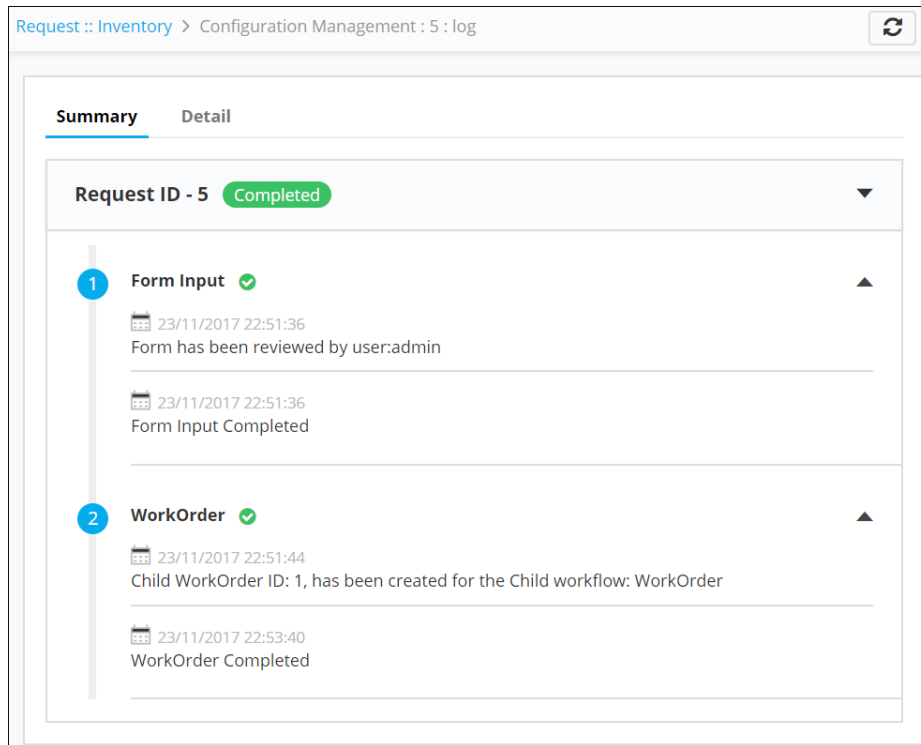 Request :: Inventory > Configuration Management : 5 : log
Summary Detail
Request ID - 5 Completed
1 Form Input
23/11/2017 22:51:36
Form has been reviewed by user:admin
23/11/2017 22:51:36
Form Input Completed
2 WorkOrder
23/11/2017 22:51:44
Child WorkOrder ID: 1, has been created for the Child workflow: WorkOrder
23/11/2017 22:53:40
WorkOrder Completed